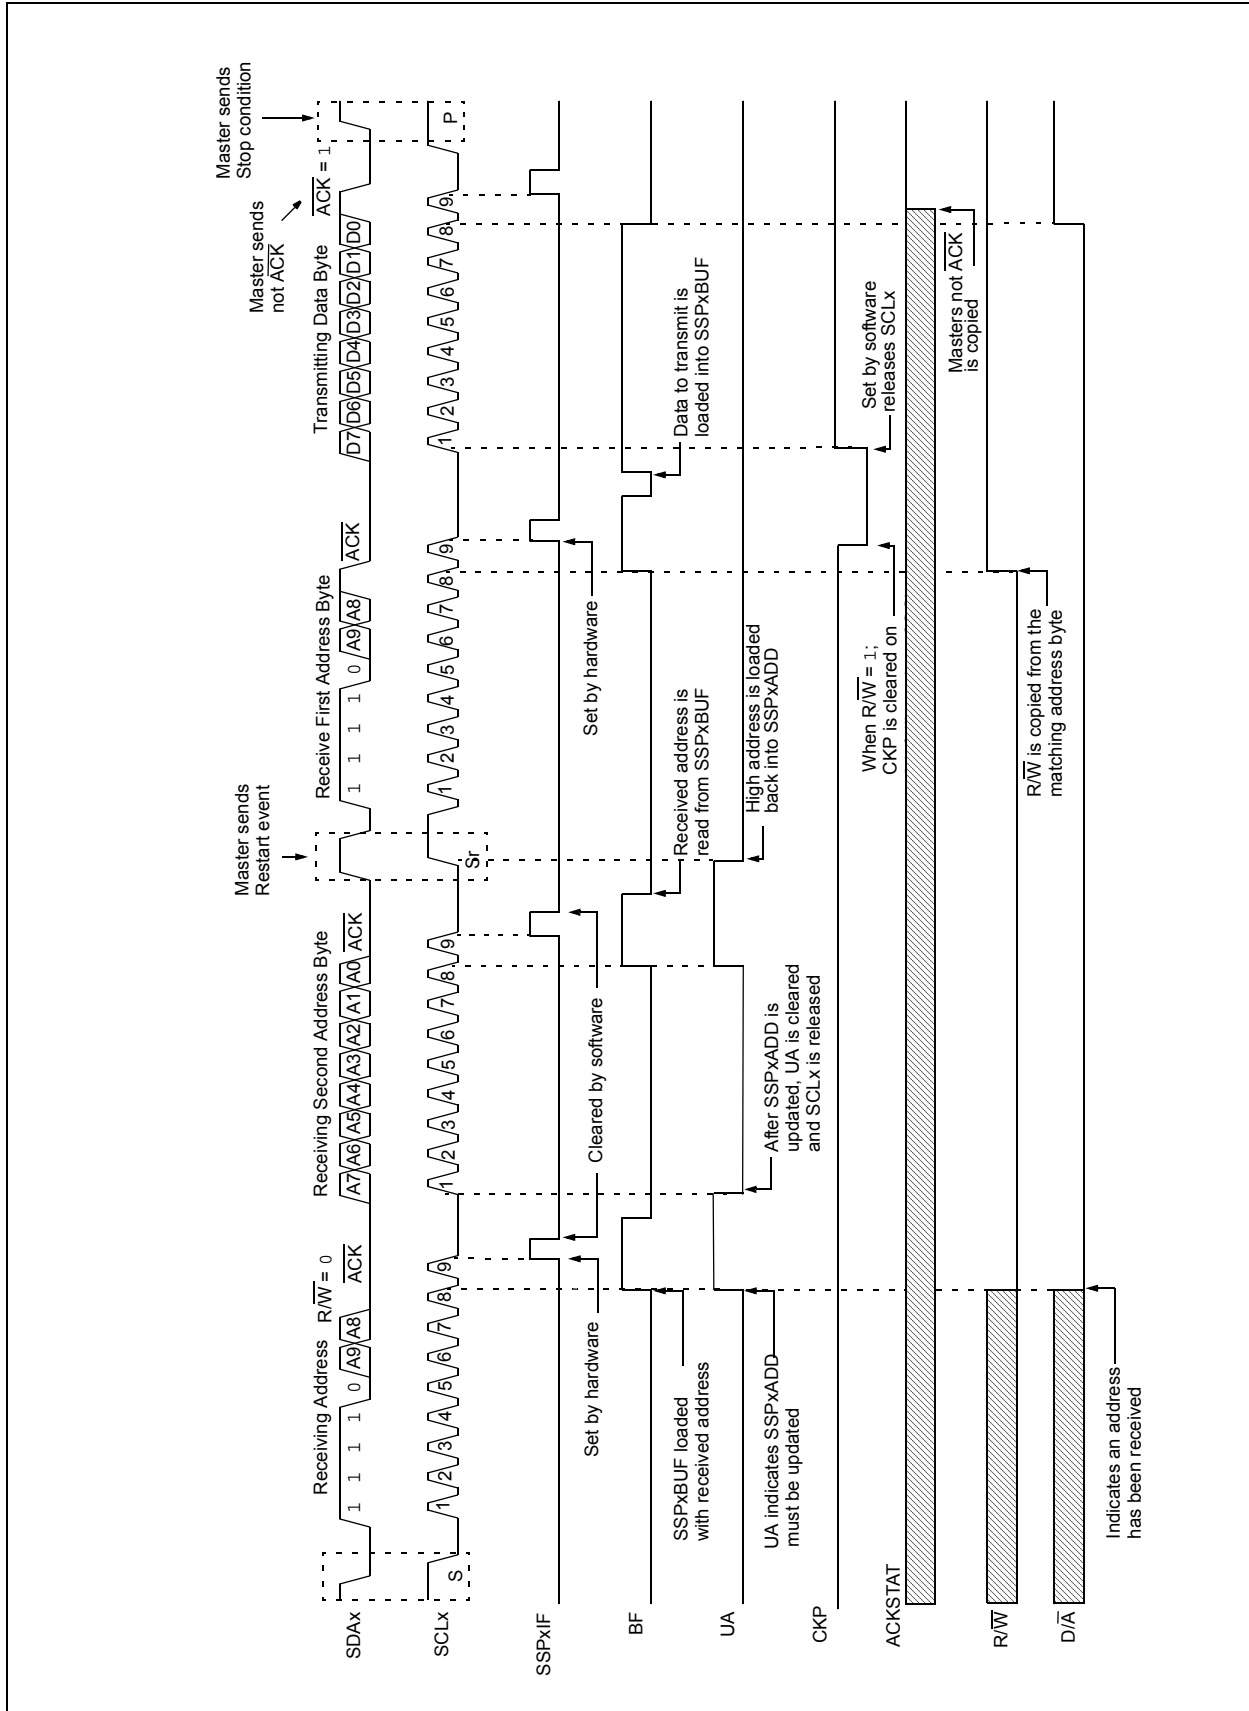 Master sends
Stop condition
Master sends
not ACK
ACK = 1
Master sends
Restart event
Receiving Address R/W = 0
Receiving Second Address Byte
Receive First Address Byte
Transmitting Data Byte
SDAx
1 1 1 1 0 A9 A8 ACK
A7 A6 A5 A4 A3 A2 A1 A0 ACK
1 1 1 1 0 A9 A8 ACK
D7 D6 D5 D4 D3 D2 D1 D0
SCLx
S 1 2 3 4 5 6 7 8 9
1 2 3 4 5 6 7 8 9
Sr 1 2 3 4 5 6 7 8 9
1 2 3 4 5 6 7 8 9 P
SSPxIF
Set by hardware
Cleared by software
Set by hardware
BF
SSPxBUF loaded
with received address
Received address is
read from SSPxBUF
Data to transmit is
loaded into SSPxBUF
UA
UA indicates SSPxADD
must be updated
After SSPxADD is
updated, UA is cleared
and SCLx is released
High address is loaded
back into SSPxADD
CKP
When R/W = 1;
CKP is cleared on
Set by software
releases SCLx
ACKSTAT
Masters not ACK
is copied
R/W
R/W is copied from the
matching address byte
D/A
Indicates an address
has been received